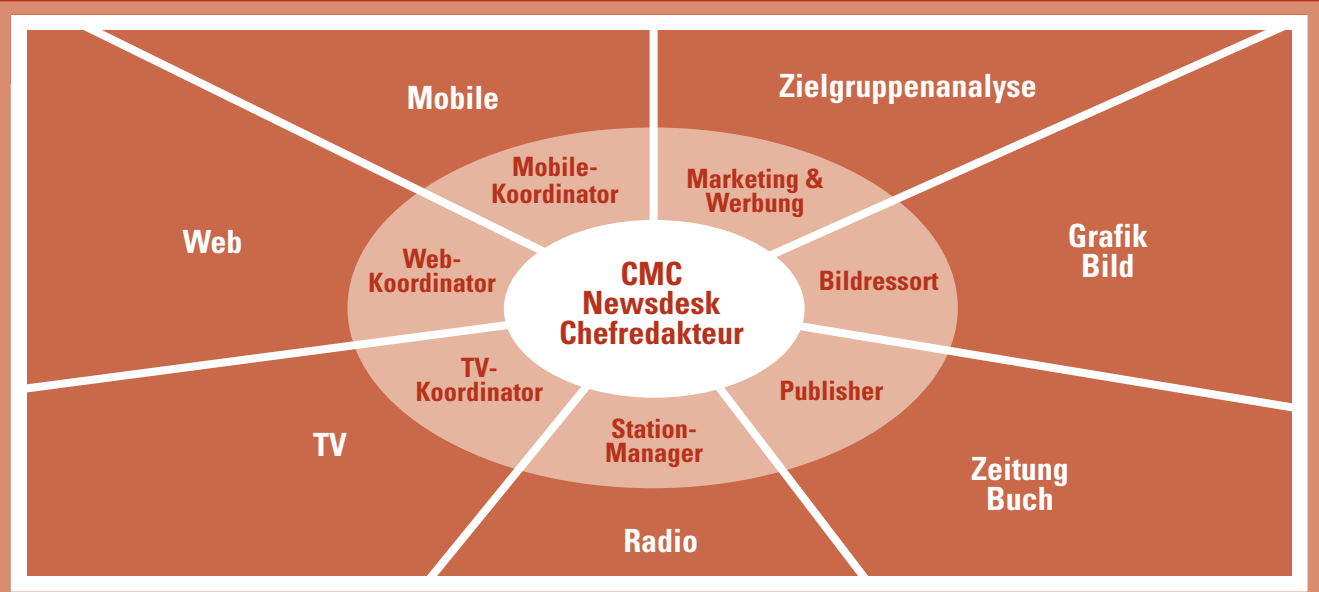 Mobile
Zielgruppenanalyse
Mobile-
Koordinator
Marketing &
Werbung
Web
Grafik
Bild
Web-
Koordinator
CMC
Newsdesk
Chefredakteur
Bildressort
TV-
Koordinator
Publisher
TV
Station-
Manager
Zeitung
Buch
Radio